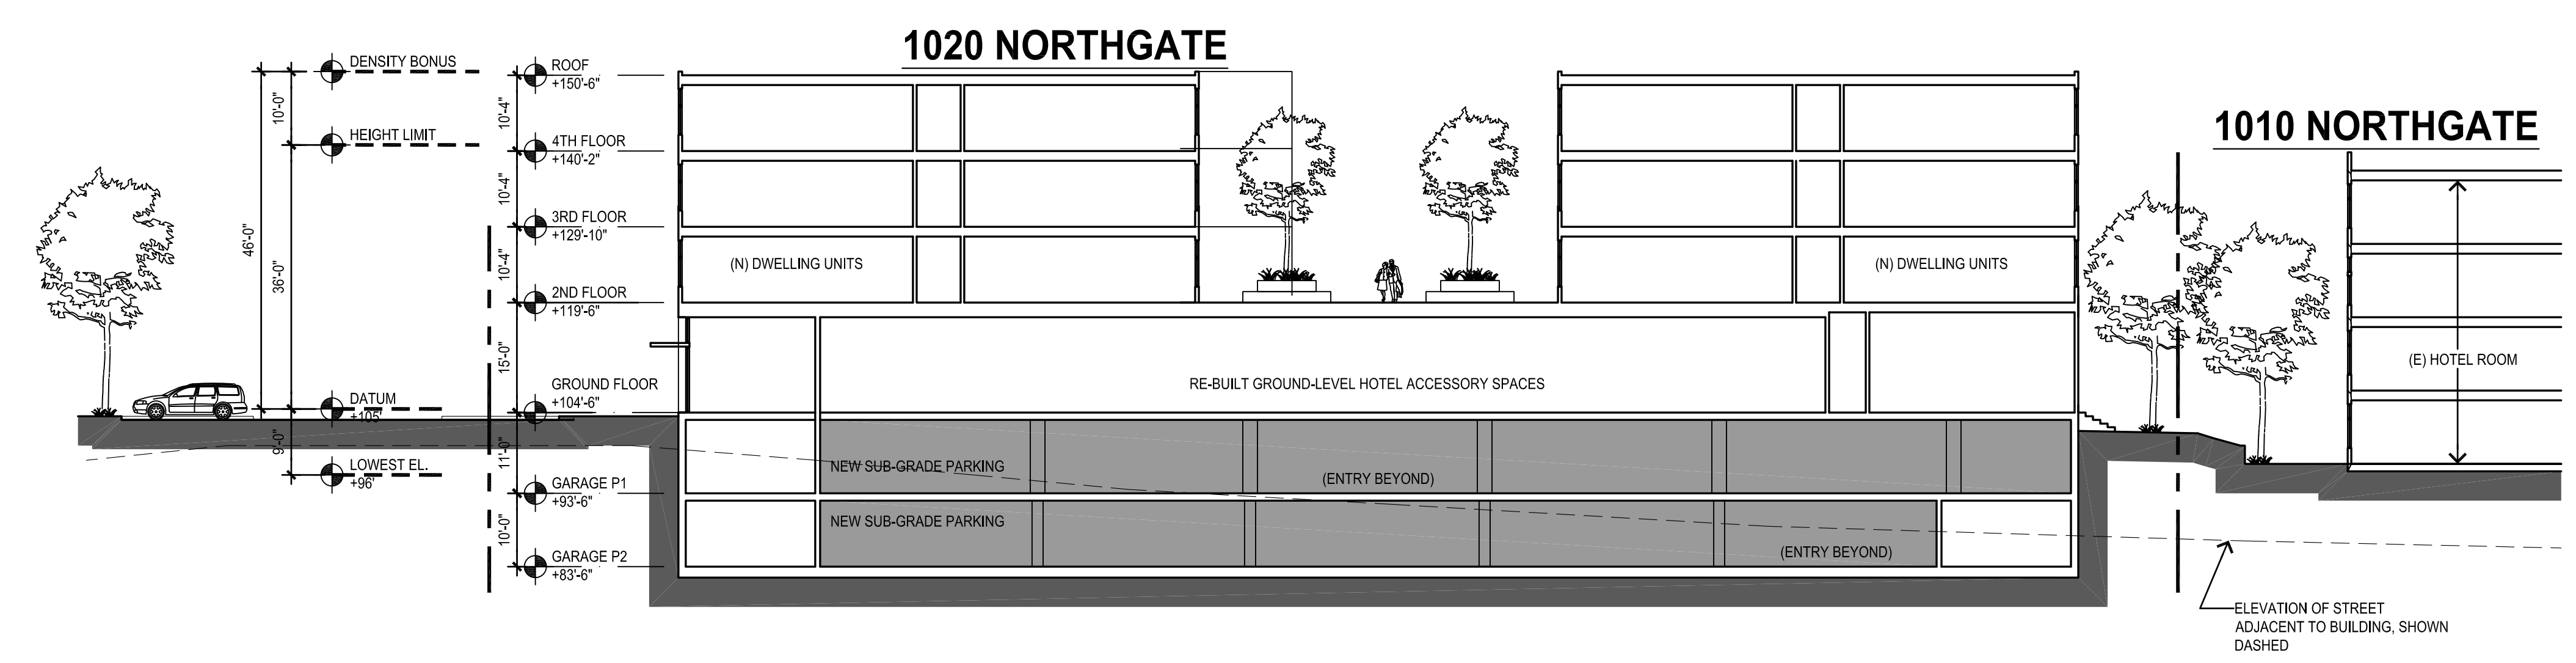 1020 NORTHGATE
1010 NORTHGATE
DENSITY BONUS
10'-0"
HEIGHT LIMIT
46'-0"
36'-0"
DATUM
+105'
9'-0"
LOWEST EL.
+96'
ROOF
+150'-6"
10'-4"
4TH FLOOR
+140'-2"
10'-4"
3RD FLOOR
+129'-10"
10'-4"
2ND FLOOR
+119'-6"
15'-0"
GROUND FLOOR
+104'-6"
11'-0"
GARAGE P1
+93'-6"
10'-0"
GARAGE P2
+83'-6"
(N) DWELLING UNITS
(N) DWELLING UNITS
RE-BUILT GROUND-LEVEL HOTEL ACCESSORY SPACES
NEW SUB-GRADE PARKING
(ENTRY BEYOND)
NEW SUB-GRADE PARKING
(ENTRY BEYOND)
(E) HOTEL ROOM
ELEVATION OF STREET
ADJACENT TO BUILDING, SHOWN
DASHED